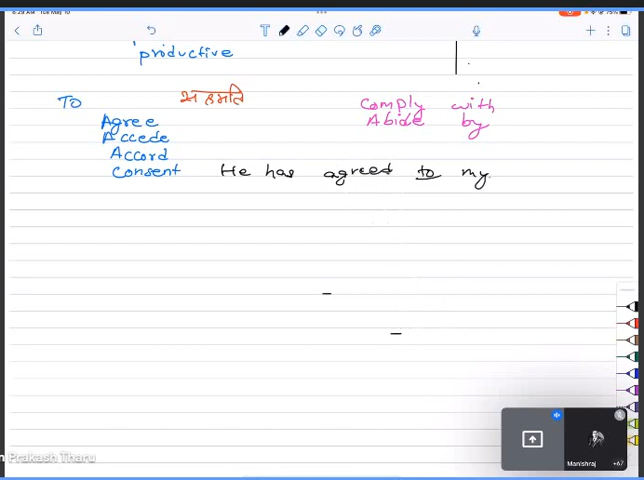 'productive
TO सहमति Comply with
Agree Abide by
Accede
Accord
Consent He has agreed to my
Prakash Tharu
Manishraj +67